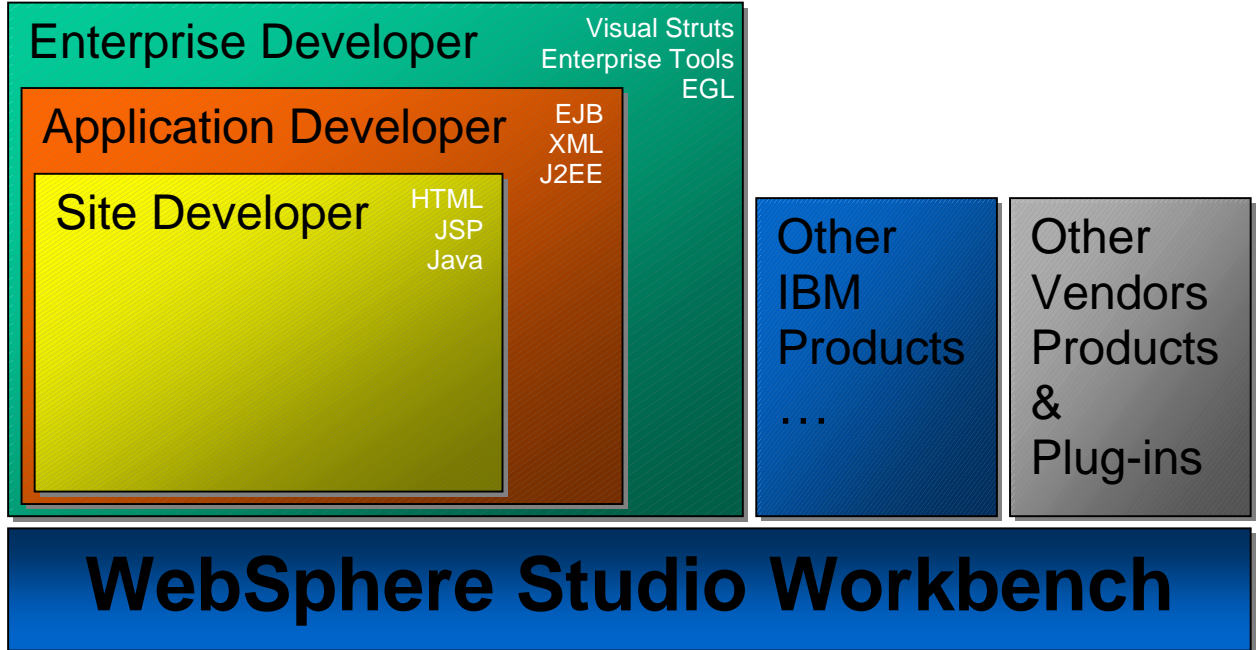 Enterprise Developer
Visual Struts
Enterprise Tools
EGL
Application Developer
EJB
XML
J2EE
Site Developer
HTML
JSP
Java
Other
IBM
Products
…
Other
Vendors
Products
&
Plug-ins
WebSphere Studio Workbench